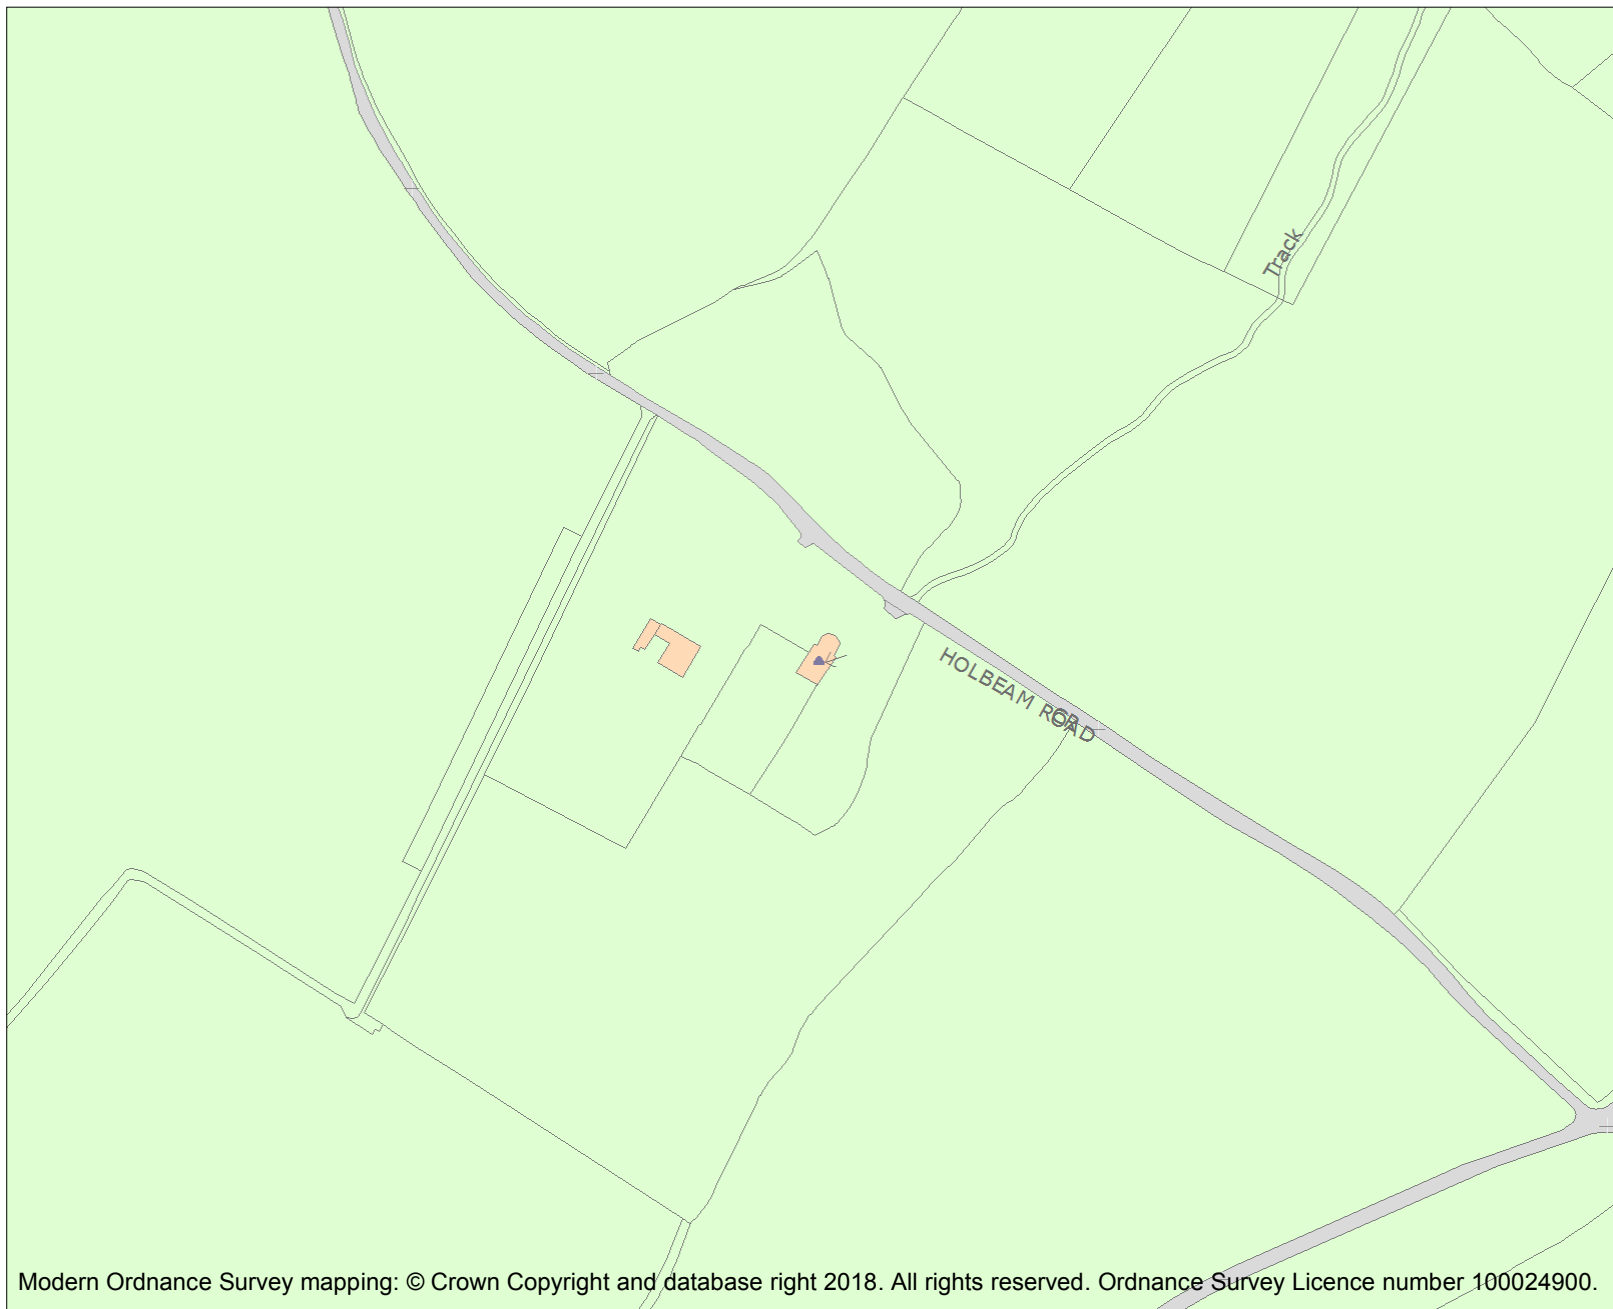 Track
HOLBEAM ROAD
CR
Modern Ordnance Survey mapping: © Crown Copyright and database right 2018. All rights reserved. Ordnance Survey Licence number 100024900.